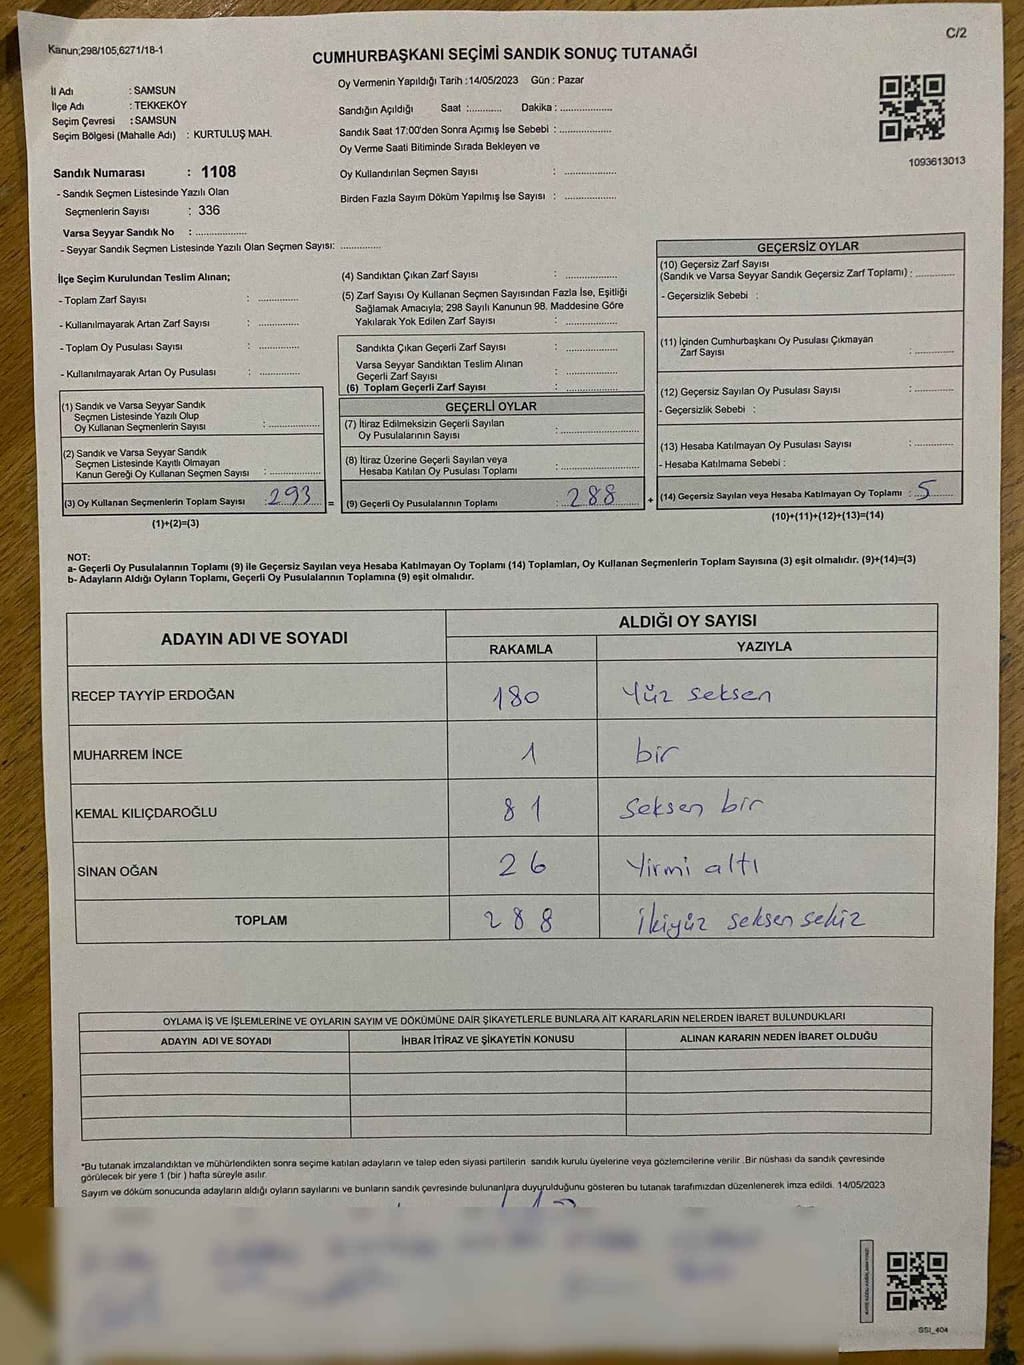 Kanun;298/105,6271/18-1
C/2
CUMHURBAŞKANI SEÇİMİ SANDIK SONUÇ TUTANAĞI
İl Adı : SAMSUN
İlçe Adı : TEKKEKÖY
Seçim Çevresi : SAMSUN
Seçim Bölgesi (Mahalle Adı) : KURTULUŞ MAH.
Sandık Numarası : 1108
- Sandık Seçmen Listesinde Yazılı Olan
Seçmenlerin Sayısı : 336
Varsa Seyyar Sandık No : ..................
- Seyyar Sandık Seçmen Listesinde Yazılı Olan Seçmen Sayısı: ..............
Oy Vermenin Yapıldığı Tarih :14/05/2023 Gün : Pazar
Sandığın Açıldığı Saat :........... Dakika : ..................
Sandık Saat 17:00'den Sonra Açımış İse Sebebi : ..................
Oy Verme Saati Bitiminde Sırada Bekleyen ve
Oy Kullandırılan Seçmen Sayısı : ..................
Birden Fazla Sayım Döküm Yapılmış İse Sayısı : ..................
1093613013
İlçe Seçim Kurulundan Teslim Alınan;
- Toplam Zarf Sayısı : ..............
- Kullanılmayarak Artan Zarf Sayısı : ..............
- Toplam Oy Pusulası Sayısı : ..............
- Kullanılmayarak Artan Oy Pusulası : ..............
(1) Sandık ve Varsa Seyyar Sandık
Seçmen Listesinde Yazılı Olup
Oy Kullanan Seçmenlerin Sayısı : ..................
(2) Sandık ve Varsa Seyyar Sandık
Seçmen Listesinde Kayıtlı Olmayan
Kanun Gereği Oy Kullanan Seçmen Sayısı : ..................
(3) Oy Kullanan Seçmenlerin Toplam Sayısı : 293 =
(1)+(2)=(3)
(4) Sandıktan Çıkan Zarf Sayısı : ..................
(5) Zarf Sayısı Oy Kullanan Seçmen Sayısından Fazla İse, Eşitliği
Sağlamak Amacıyla; 298 Sayılı Kanunun 98. Maddesine Göre
Yakılarak Yok Edilen Zarf Sayısı : ..................
Sandıkta Çıkan Geçerli Zarf Sayısı : ..................
Varsa Seyyar Sandıktan Teslim Alınan
Geçerli Zarf Sayısı : ..................
(6) Toplam Geçerli Zarf Sayısı : ..................
GEÇERLİ OYLAR
(7) İtiraz Edilmeksizin Geçerli Sayılan
Oy Pusulalarının Sayısı : ..................
(8) İtiraz Üzerine Geçerli Sayılan veya
Hesaba Katılan Oy Pusulası Toplamı : ..................
(9) Geçerli Oy Pusulalarının Toplamı : 288 +
GEÇERSİZ OYLAR
(10) Geçersiz Zarf Sayısı
(Sandık ve Varsa Seyyar Sandık Geçersiz Zarf Toplamı) : ..............
- Geçersizlik Sebebi :
(11) İçinden Cumhurbaşkanı Oy Pusulası Çıkmayan
Zarf Sayısı : ..............
(12) Geçersiz Sayılan Oy Pusulası Sayısı : ..............
- Geçersizlik Sebebi :
(13) Hesaba Katılmayan Oy Pusulası Sayısı : ..............
- Hesaba Katılmama Sebebi :
(14) Geçersiz Sayılan veya Hesaba Katılmayan Oy Toplamı : 5
(10)+(11)+(12)+(13)=(14)
NOT:
a- Geçerli Oy Pusulalarının Toplamı (9) ile Geçersiz Sayılan veya Hesaba Katılmayan Oy Toplamı (14) Toplamları, Oy Kullanan Seçmenlerin Toplam Sayısına (3) eşit olmalıdır. (9)+(14)=(3)
b- Adayların Aldığı Oyların Toplamı, Geçerli Oy Pusulalarının Toplamına (9) eşit olmalıdır.
ADAYIN ADI VE SOYADI
ALDIĞI OY SAYISI
RAKAMLA YAZIYLA
RECEP TAYYİP ERDOĞAN 180 Yüz seksen
MUHARREM İNCE 1 bir
KEMAL KILIÇDAROĞLU 81 Seksen bir
SİNAN OĞAN 26 Yirmi altı
TOPLAM 288 İkiyüz seksen sekiz
OYLAMA İŞ VE İŞLEMLERİNE VE OYLARIN SAYIM VE DÖKÜMÜNE DAİR ŞİKAYETLERLE BUNLARA AİT KARARLARIN NELERDEN İBARET BULUNDUKLARI
ADAYIN ADI VE SOYADI İHBAR İTİRAZ VE ŞİKAYETİN KONUSU ALINAN KARARIN NEDEN İBARET OLDUĞU
*Bu tutanak imzalandıktan ve mühürlendikten sonra seçime katılan adayların ve talep eden siyasi partilerin sandık kurulu üyelerine veya gözlemcilerine verilir .Bir nüshası da sandık çevresinde
görülecek bir yere 1 (bir ) hafta süreyle asılır.
Sayım ve döküm sonucunda adayların aldığı oyların sayılarını ve bunların sandık çevresinde bulunanlara duyurulduğunu gösteren bu tutanak tarafımızdan düzenlenerek imza edildi. 14/05/2023
SSI_404